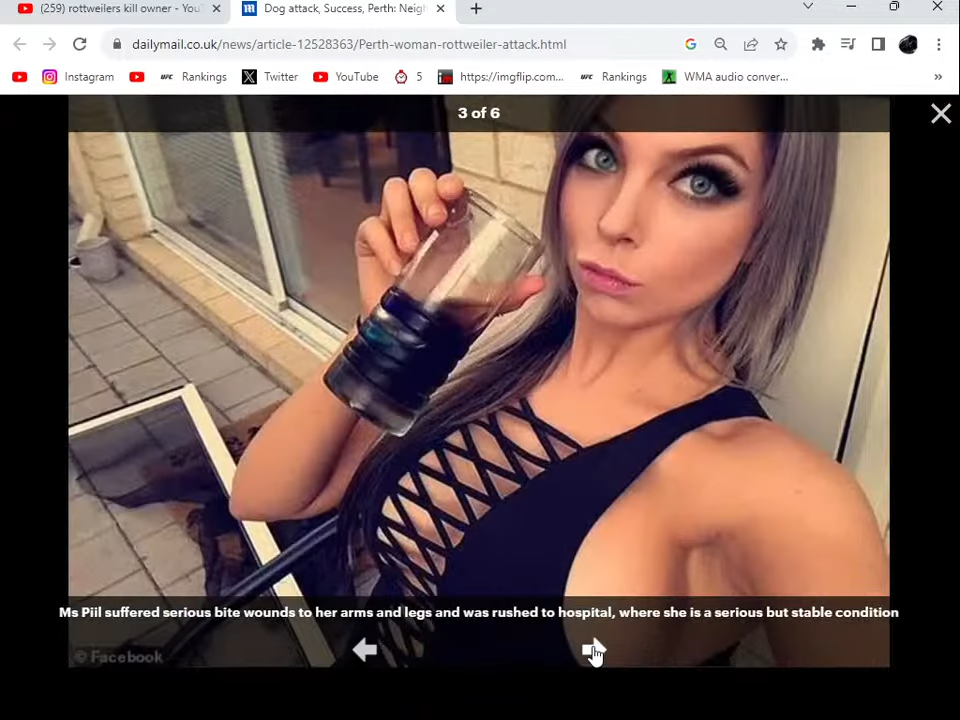 (259) rottweilers kill owner - You
Dog attack, Success, Perth: Neigh
dailymail.co.uk/news/article-12528363/Perth-woman-rottweiler-attack.html
Instagram
UFC Rankings
X Twitter
YouTube
5
https://imgflip.com...
UFC Rankings
WMA audio conver...
»
3 of 6
Ms Piil suffered serious bite wounds to her arms and legs and was rushed to hospital, where she is a serious but stable condition
© Facebook